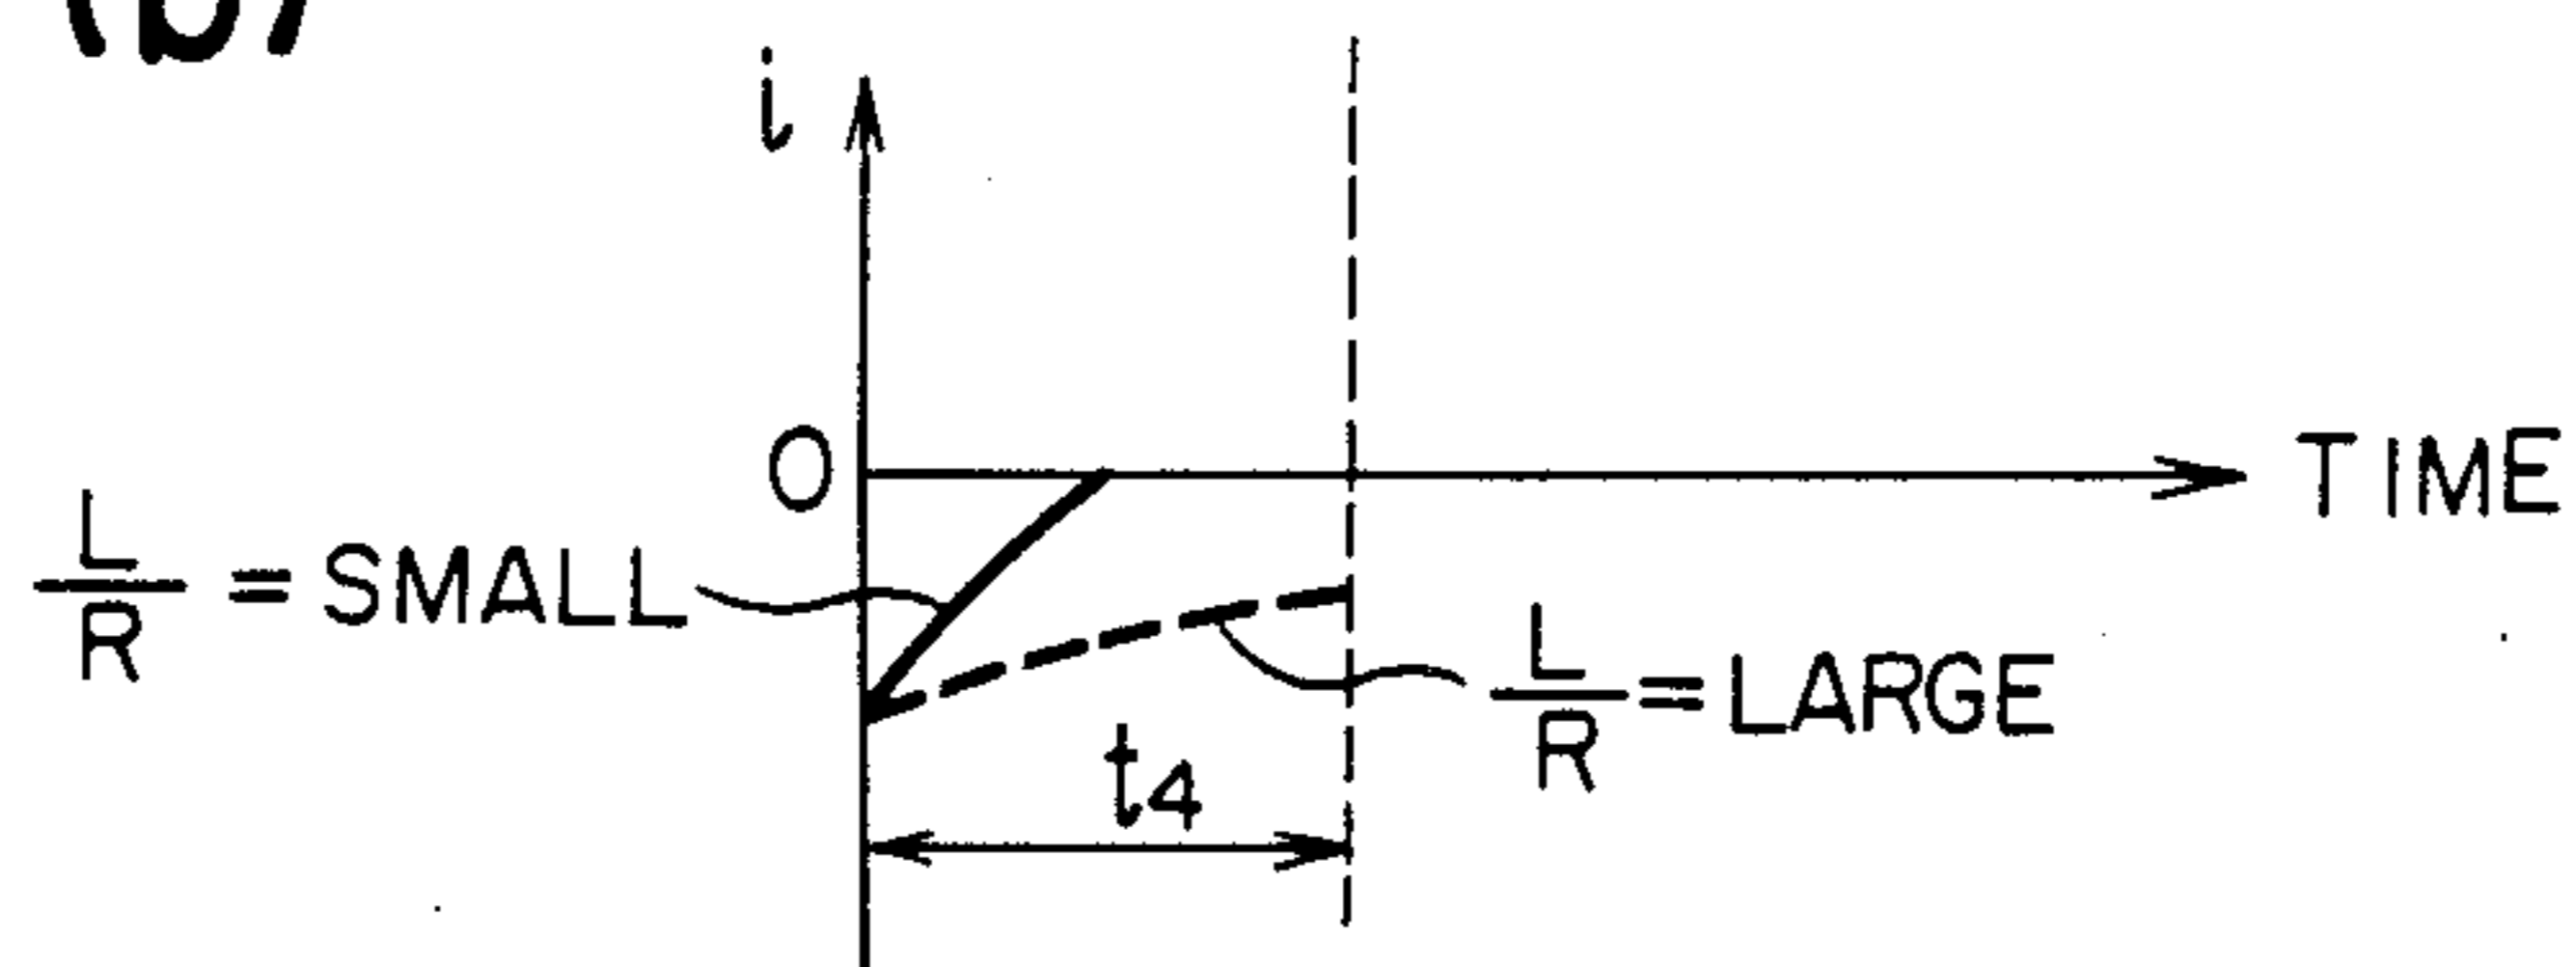 (b)
i
0
L/R = SMALL
TIME
L/R = LARGE
t4